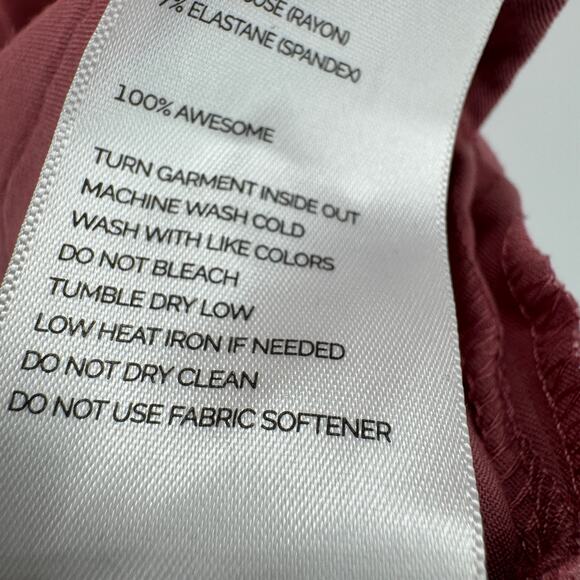 (RAYON)
ELASTANE (SPANDEX)
100% AWESOME
TURN GARMENT INSIDE OUT
MACHINE WASH COLD
WASH WITH LIKE COLORS
DO NOT BLEACH
TUMBLE DRY LOW
LOW HEAT IRON IF NEEDED
DO NOT DRY CLEAN
DO NOT USE FABRIC SOFTENER